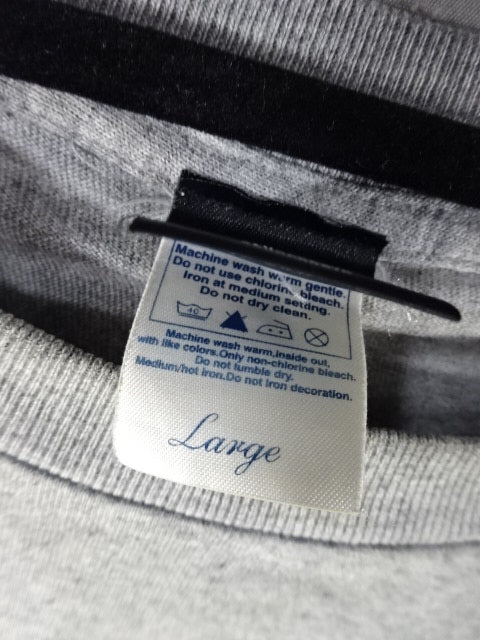 Machine wash warm gentle.
Do not use chlorine bleach.
Iron at medium setting.
Do not dry clean.
40
Machine wash warm,inside out,
with like colors.Only non-chlorine bleach.
Do not tumble dry.
Medium/hot iron.Do not iron decoration.
Large